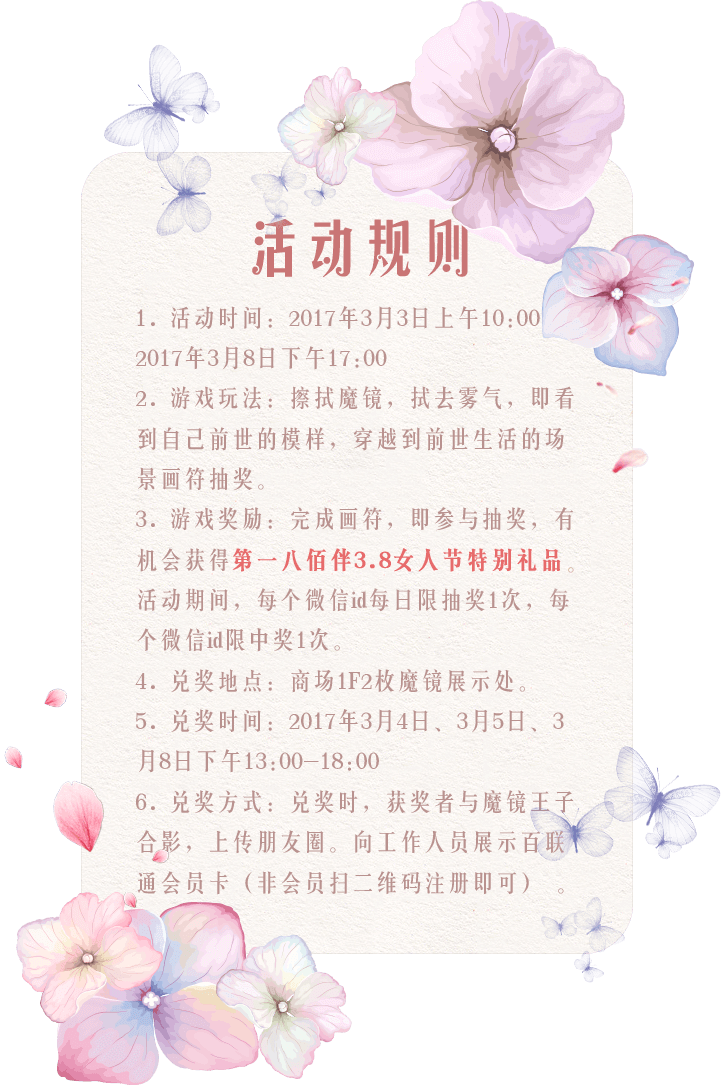 活动规则
1. 活动时间：2017年3月3日上午10:00
2017年3月8日下午17:00
2. 游戏玩法：擦拭魔镜，拭去雾气，即看
到自己前世的模样，穿越到前世生活的场
景画符抽奖。
3. 游戏奖励：完成画符，即参与抽奖，有
机会获得第一八佰伴3.8女人节特别礼品。
活动期间，每个微信id每日限抽奖1次，每
个微信id限中奖1次。
4. 兑奖地点：商场1F2枚魔镜展示处。
5. 兑奖时间：2017年3月4日、3月5日、3
月8日下午13:00—18:00
6. 兑奖方式：兑奖时，获奖者与魔镜王子
合影，上传朋友圈。向工作人员展示百联
通会员卡（非会员扫二维码注册即可）。